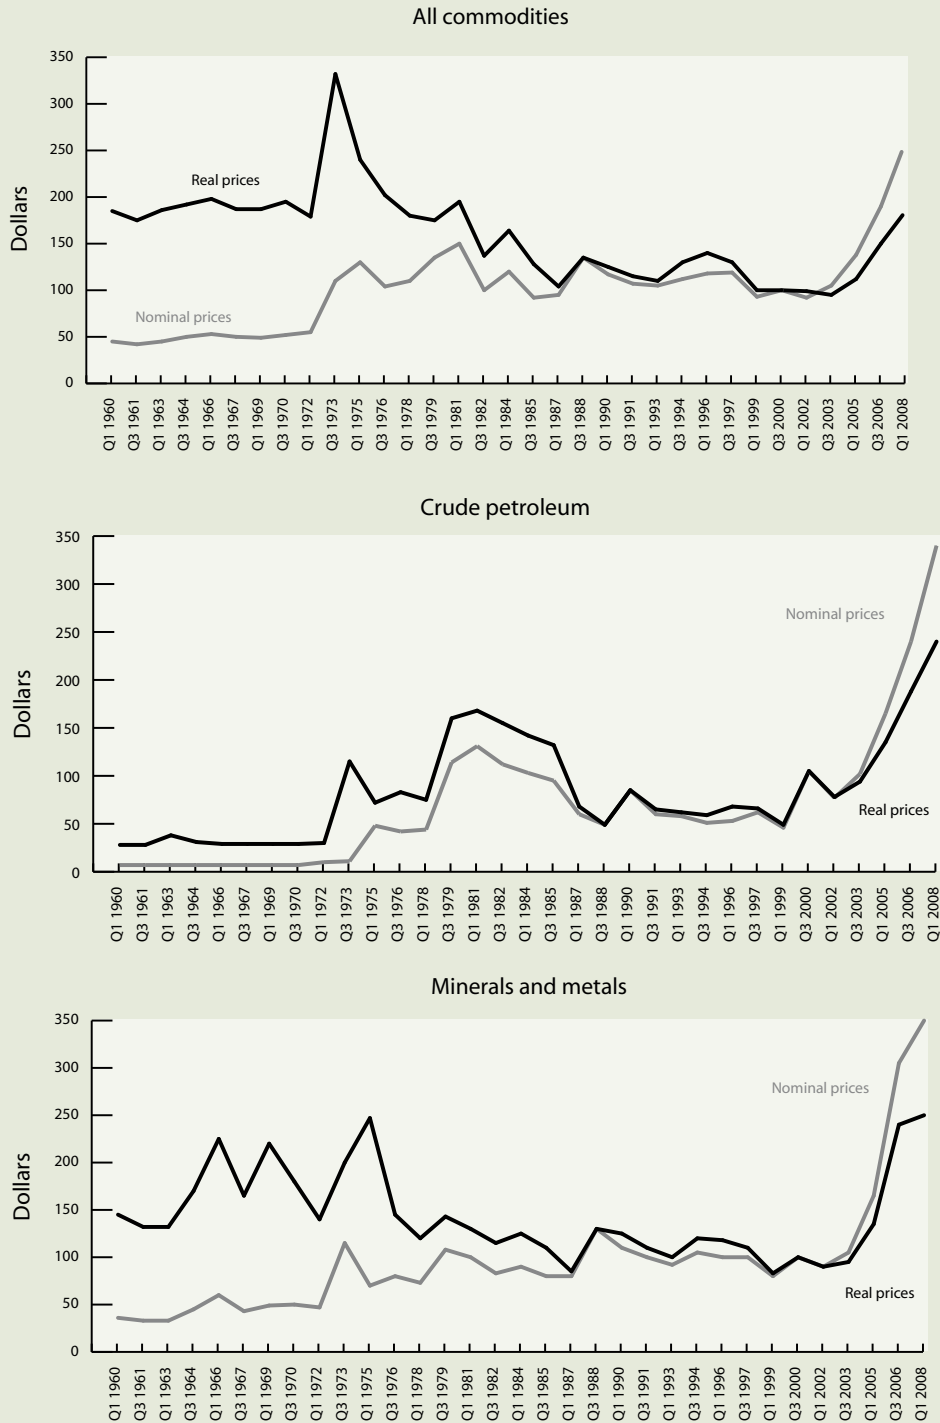 All commodities
Dollars
350
300
250
200
150
100
50
0
Real prices
Nominal prices
Q1 1960
Q3 1961
Q1 1963
Q3 1964
Q1 1966
Q3 1967
Q1 1969
Q3 1970
Q1 1972
Q3 1973
Q1 1975
Q3 1976
Q1 1978
Q3 1979
Q1 1981
Q3 1982
Q1 1984
Q3 1985
Q1 1987
Q3 1988
Q1 1990
Q3 1991
Q1 1993
Q3 1994
Q1 1996
Q3 1997
Q1 1999
Q3 2000
Q1 2002
Q3 2003
Q1 2005
Q3 2006
Q1 2008
Crude petroleum
Dollars
350
300
250
200
150
100
50
0
Nominal prices
Real prices
Q1 1960
Q3 1961
Q1 1963
Q3 1964
Q1 1966
Q3 1967
Q1 1969
Q3 1970
Q1 1972
Q3 1973
Q1 1975
Q3 1976
Q1 1978
Q3 1979
Q1 1981
Q3 1982
Q1 1984
Q3 1985
Q1 1987
Q3 1988
Q1 1990
Q3 1991
Q1 1993
Q3 1994
Q1 1996
Q3 1997
Q1 1999
Q3 2000
Q1 2002
Q3 2003
Q1 2005
Q3 2006
Q1 2008
Minerals and metals
Dollars
350
300
250
200
150
100
50
0
Nominal prices
Real prices
Q1 1960
Q3 1961
Q1 1963
Q3 1964
Q1 1966
Q3 1967
Q1 1969
Q3 1970
Q1 1972
Q3 1973
Q1 1975
Q3 1976
Q1 1978
Q3 1979
Q1 1981
Q3 1982
Q1 1984
Q3 1985
Q1 1987
Q3 1988
Q1 1990
Q3 1991
Q1 1993
Q3 1994
Q1 1996
Q3 1997
Q1 1999
Q3 2000
Q1 2002
Q3 2003
Q1 2005
Q3 2006
Q1 2008